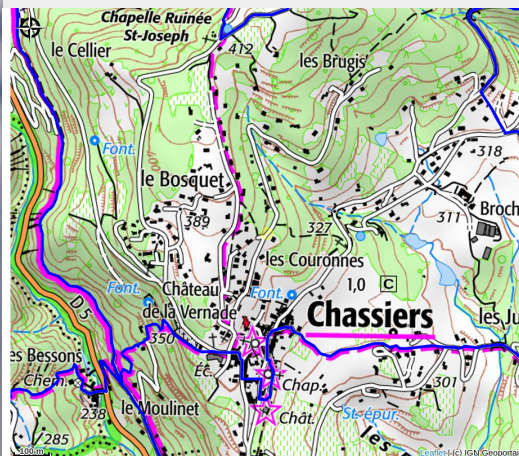 Chapelle Ruinée
St-Joseph
le Cellier
412
les Brugis
Font.
318
le Bosquet
389
327
311
Broch
les Couronnes
1,0 C
Château
de la Vernade
Font.
Font.
Chassiers
les Ju
D 5
350
es Bessons
Chem.
Éc.
Chap.
301
238
le Moulinet
Chât.
St. épur.
285
les
100 m
Leaflet | (c) IGN Geoportai